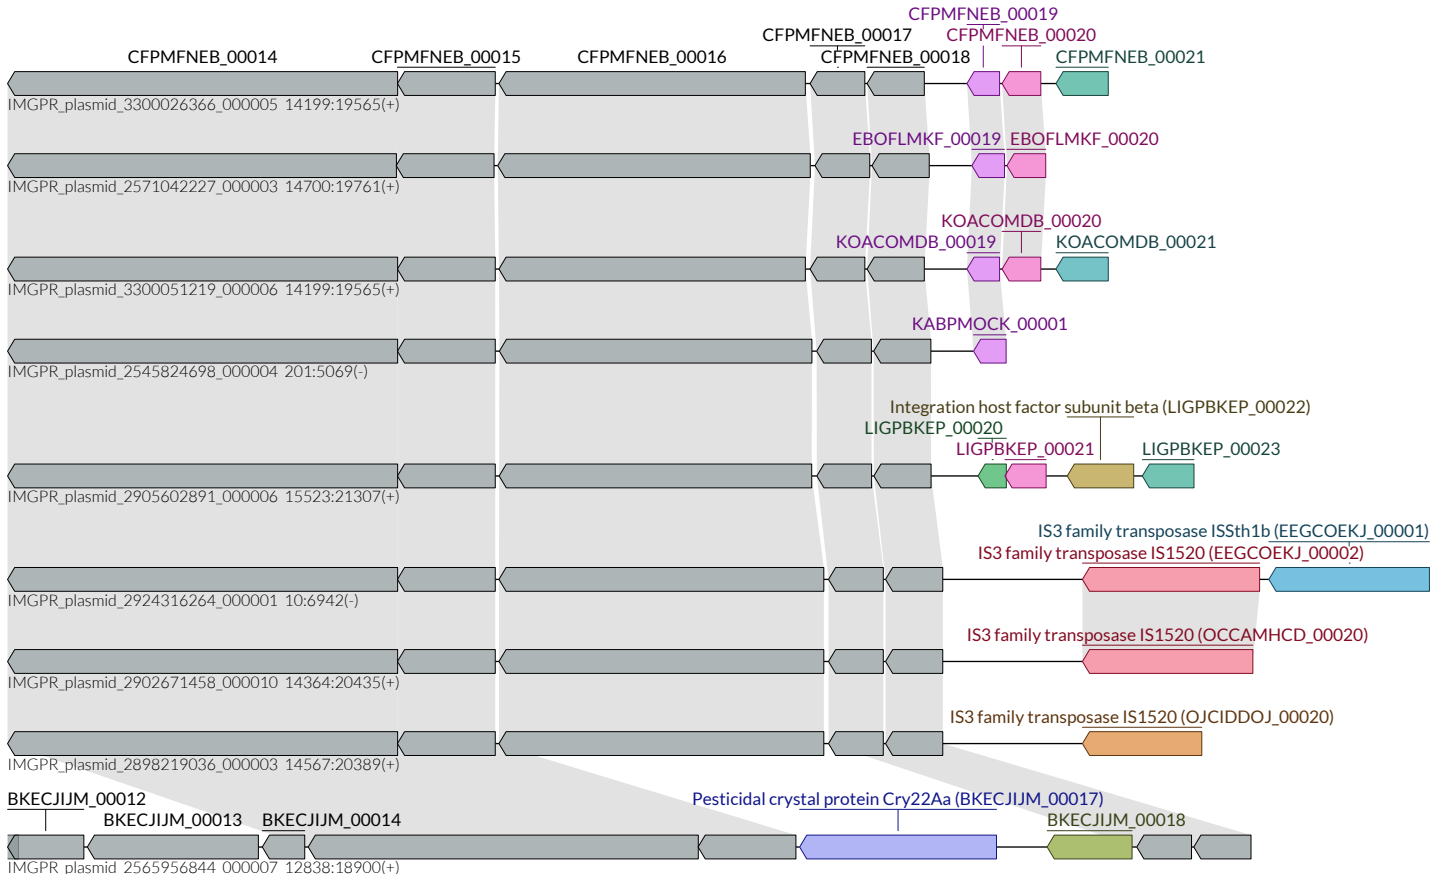 CFPMFNEB_00019
CFPMFNEB_00017 CFPMFNEB_00020
CFPMFNEB_00014 CFPMFNEB_00015 CFPMFNEB_00016 CFPMFNEB_00018 CFPMFNEB_00021
IMGPR_plasmid_3300026366_000005 14199:19565(+)
EBOFLMKF_00019 EBOFLMKF_00020
IMGPR_plasmid_2571042227_000003 14700:19761(+)
KOACOMDB_00020
KOACOMDB_00019 KOACOMDB_00021
IMGPR_plasmid_3300051219_000006 14199:19565(+)
KABPMOCK_00001
IMGPR_plasmid_2545824698_000004 201:5069(-)
Integration host factor subunit beta (LIGPBKEP_00022)
LIGPBKEP_00020
LIGPBKEP_00021 LIGPBKEP_00023
IMGPR_plasmid_2905602891_000006 15523:21307(+)
IS3 family transposase ISSth1b (EEGCOEKJ_00001)
IS3 family transposase IS1520 (EEGCOEKJ_00002)
IMGPR_plasmid_2924316264_000001 10:6942(-)
IS3 family transposase IS1520 (OCCAMHCD_00020)
IMGPR_plasmid_2902671458_000010 14364:20435(+)
IS3 family transposase IS1520 (OJCIDDOJ_00020)
IMGPR_plasmid_2898219036_000003 14567:20389(+)
BKECJIJM_00012 Pesticidal crystal protein Cry22Aa (BKECJIJM_00017)
BKECJIJM_00013 BKECJIJM_00014 BKECJIJM_00018
IMGPR_plasmid_2565956844_000007 12838:18900(+)